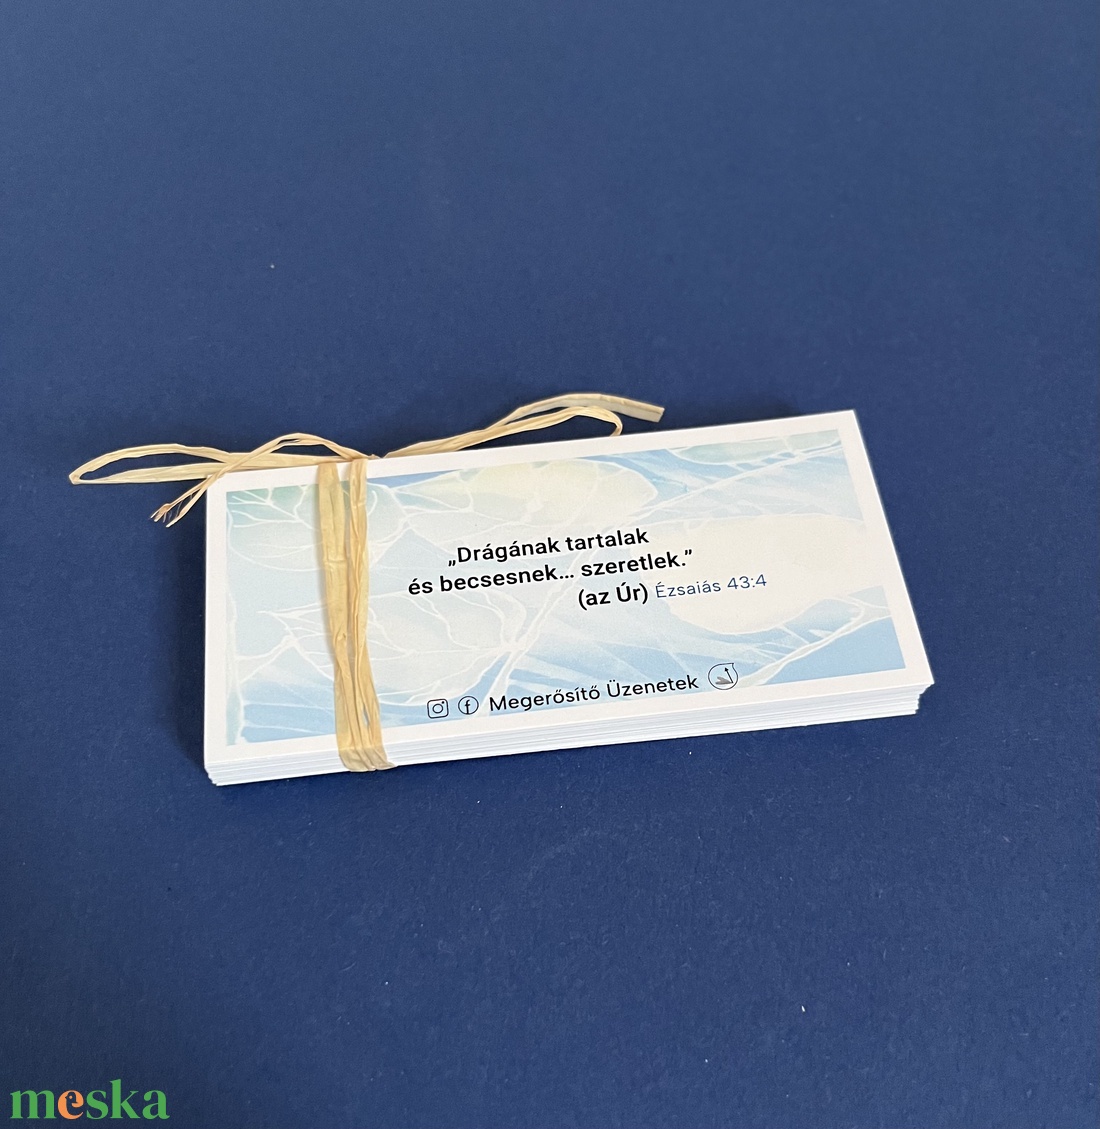 „Drágának tartalak
és becsesnek... szeretlek.”
(az Úr) Ézsaiás 43:4
Megerősítő Üzenetek
meska